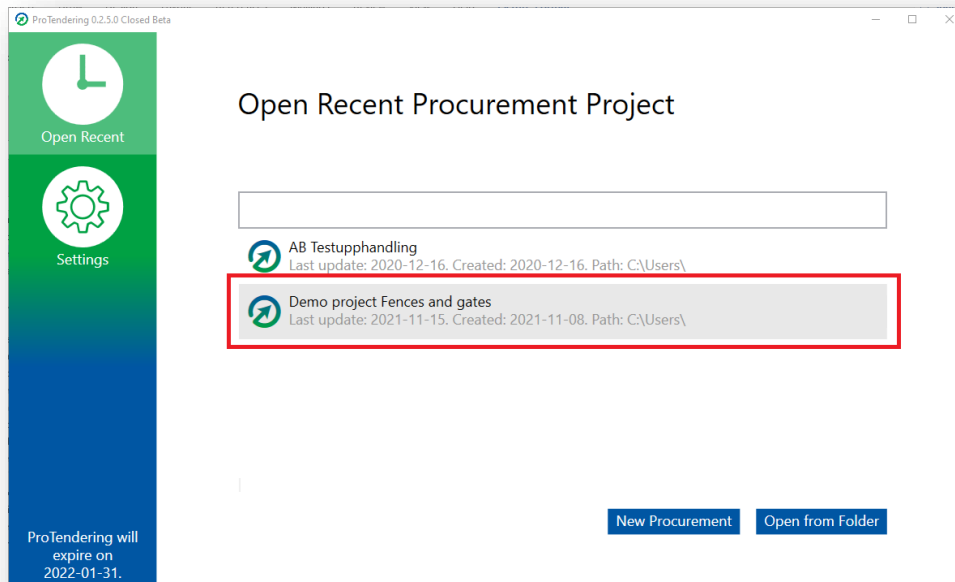 ProTendering 0.2.5.0 Closed Beta
Open Recent
Settings
ProTendering will
expire on
2022-01-31.
Open Recent Procurement Project
AB Testupphandling
Last update: 2020-12-16. Created: 2020-12-16. Path: C:\Users\
Demo project Fences and gates
Last update: 2021-11-15. Created: 2021-11-08. Path: C:\Users\
New Procurement
Open from Folder